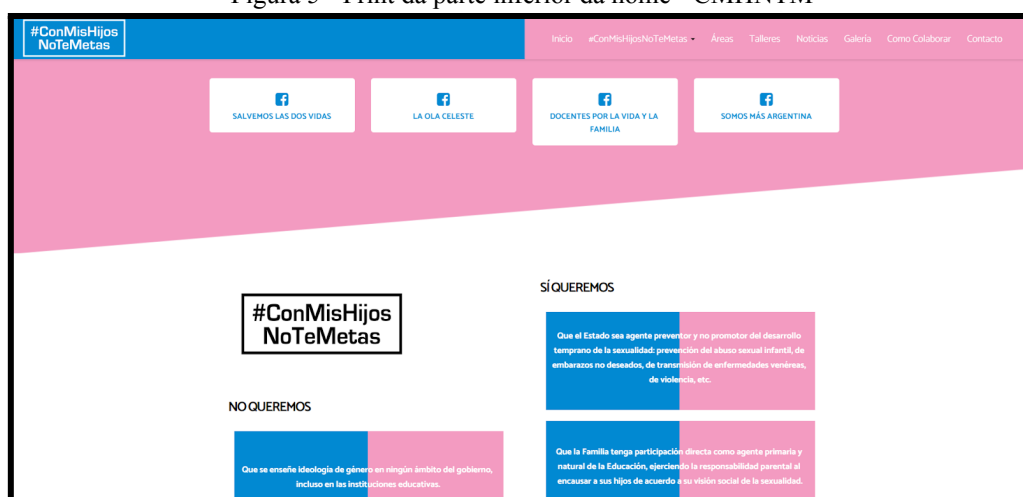 Figura 5 - Print da parte inferior da home - CMHNTM
#ConMisHijos
NoTeMetas
Inicio #ConMisHijosNoTeMetas Áreas Talleres Noticias Galería Como Colaborar Contacto
SALVEMOS LAS DOS VIDAS
LA OLA CELESTE
DOCENTES POR LA VIDA Y LA
FAMILIA
SOMOS MÁS ARGENTINA
#ConMisHijos
NoTeMetas
NO QUEREMOS
Que se enseñe ideología de género en ningún ámbito del gobierno,
incluso en las instituciones educativas.
SÍ QUEREMOS
Que el Estado sea agente preventor y no promotor del desarrollo
temprano de la sexualidad: prevención del abuso sexual infantil, de
embarazos no deseados, de transmisión de enfermedades venéreas,
de violencia, etc.
Que la Familia tenga participación directa como agente primaria y
natural de la Educación, ejerciendo la responsabilidad parental al
encausar a sus hijos de acuerdo a su visión social de la sexualidad.